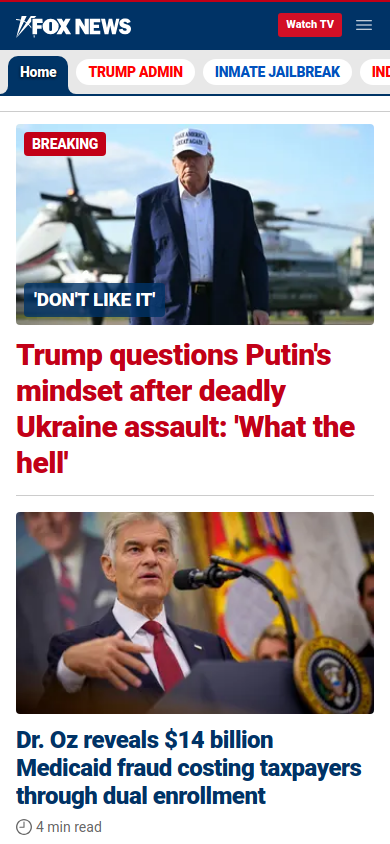 FOX NEWS
Watch TV
Home
TRUMP ADMIN
INMATE JAILBREAK
IND
BREAKING
MAKE AMERICA
GREAT AGAIN
'DON'T LIKE IT'
Trump questions Putin's
mindset after deadly
Ukraine assault: 'What the
hell'
Dr. Oz reveals $14 billion
Medicaid fraud costing taxpayers
through dual enrollment
4 min read